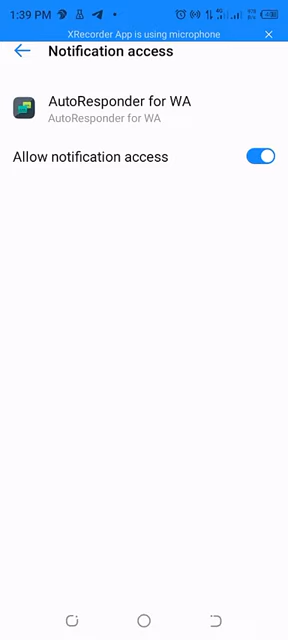 1:39 PM
XRecorder App is using microphone
Notification access
AutoResponder for WA
AutoResponder for WA
Allow notification access